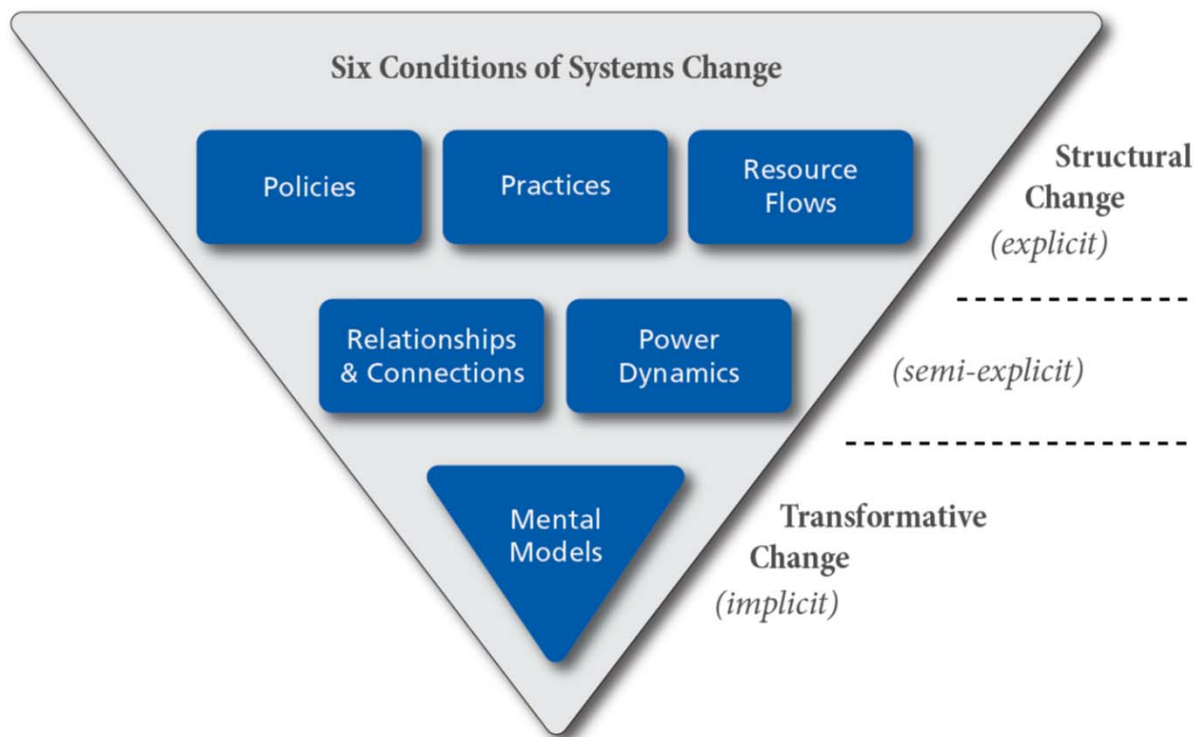 Six Conditions of Systems Change
Policies
Practices
Resource
Flows
Structural
Change
(explicit)
Relationships
& Connections
Power
Dynamics
(semi-explicit)
Mental
Models
Transformative
Change
(implicit)